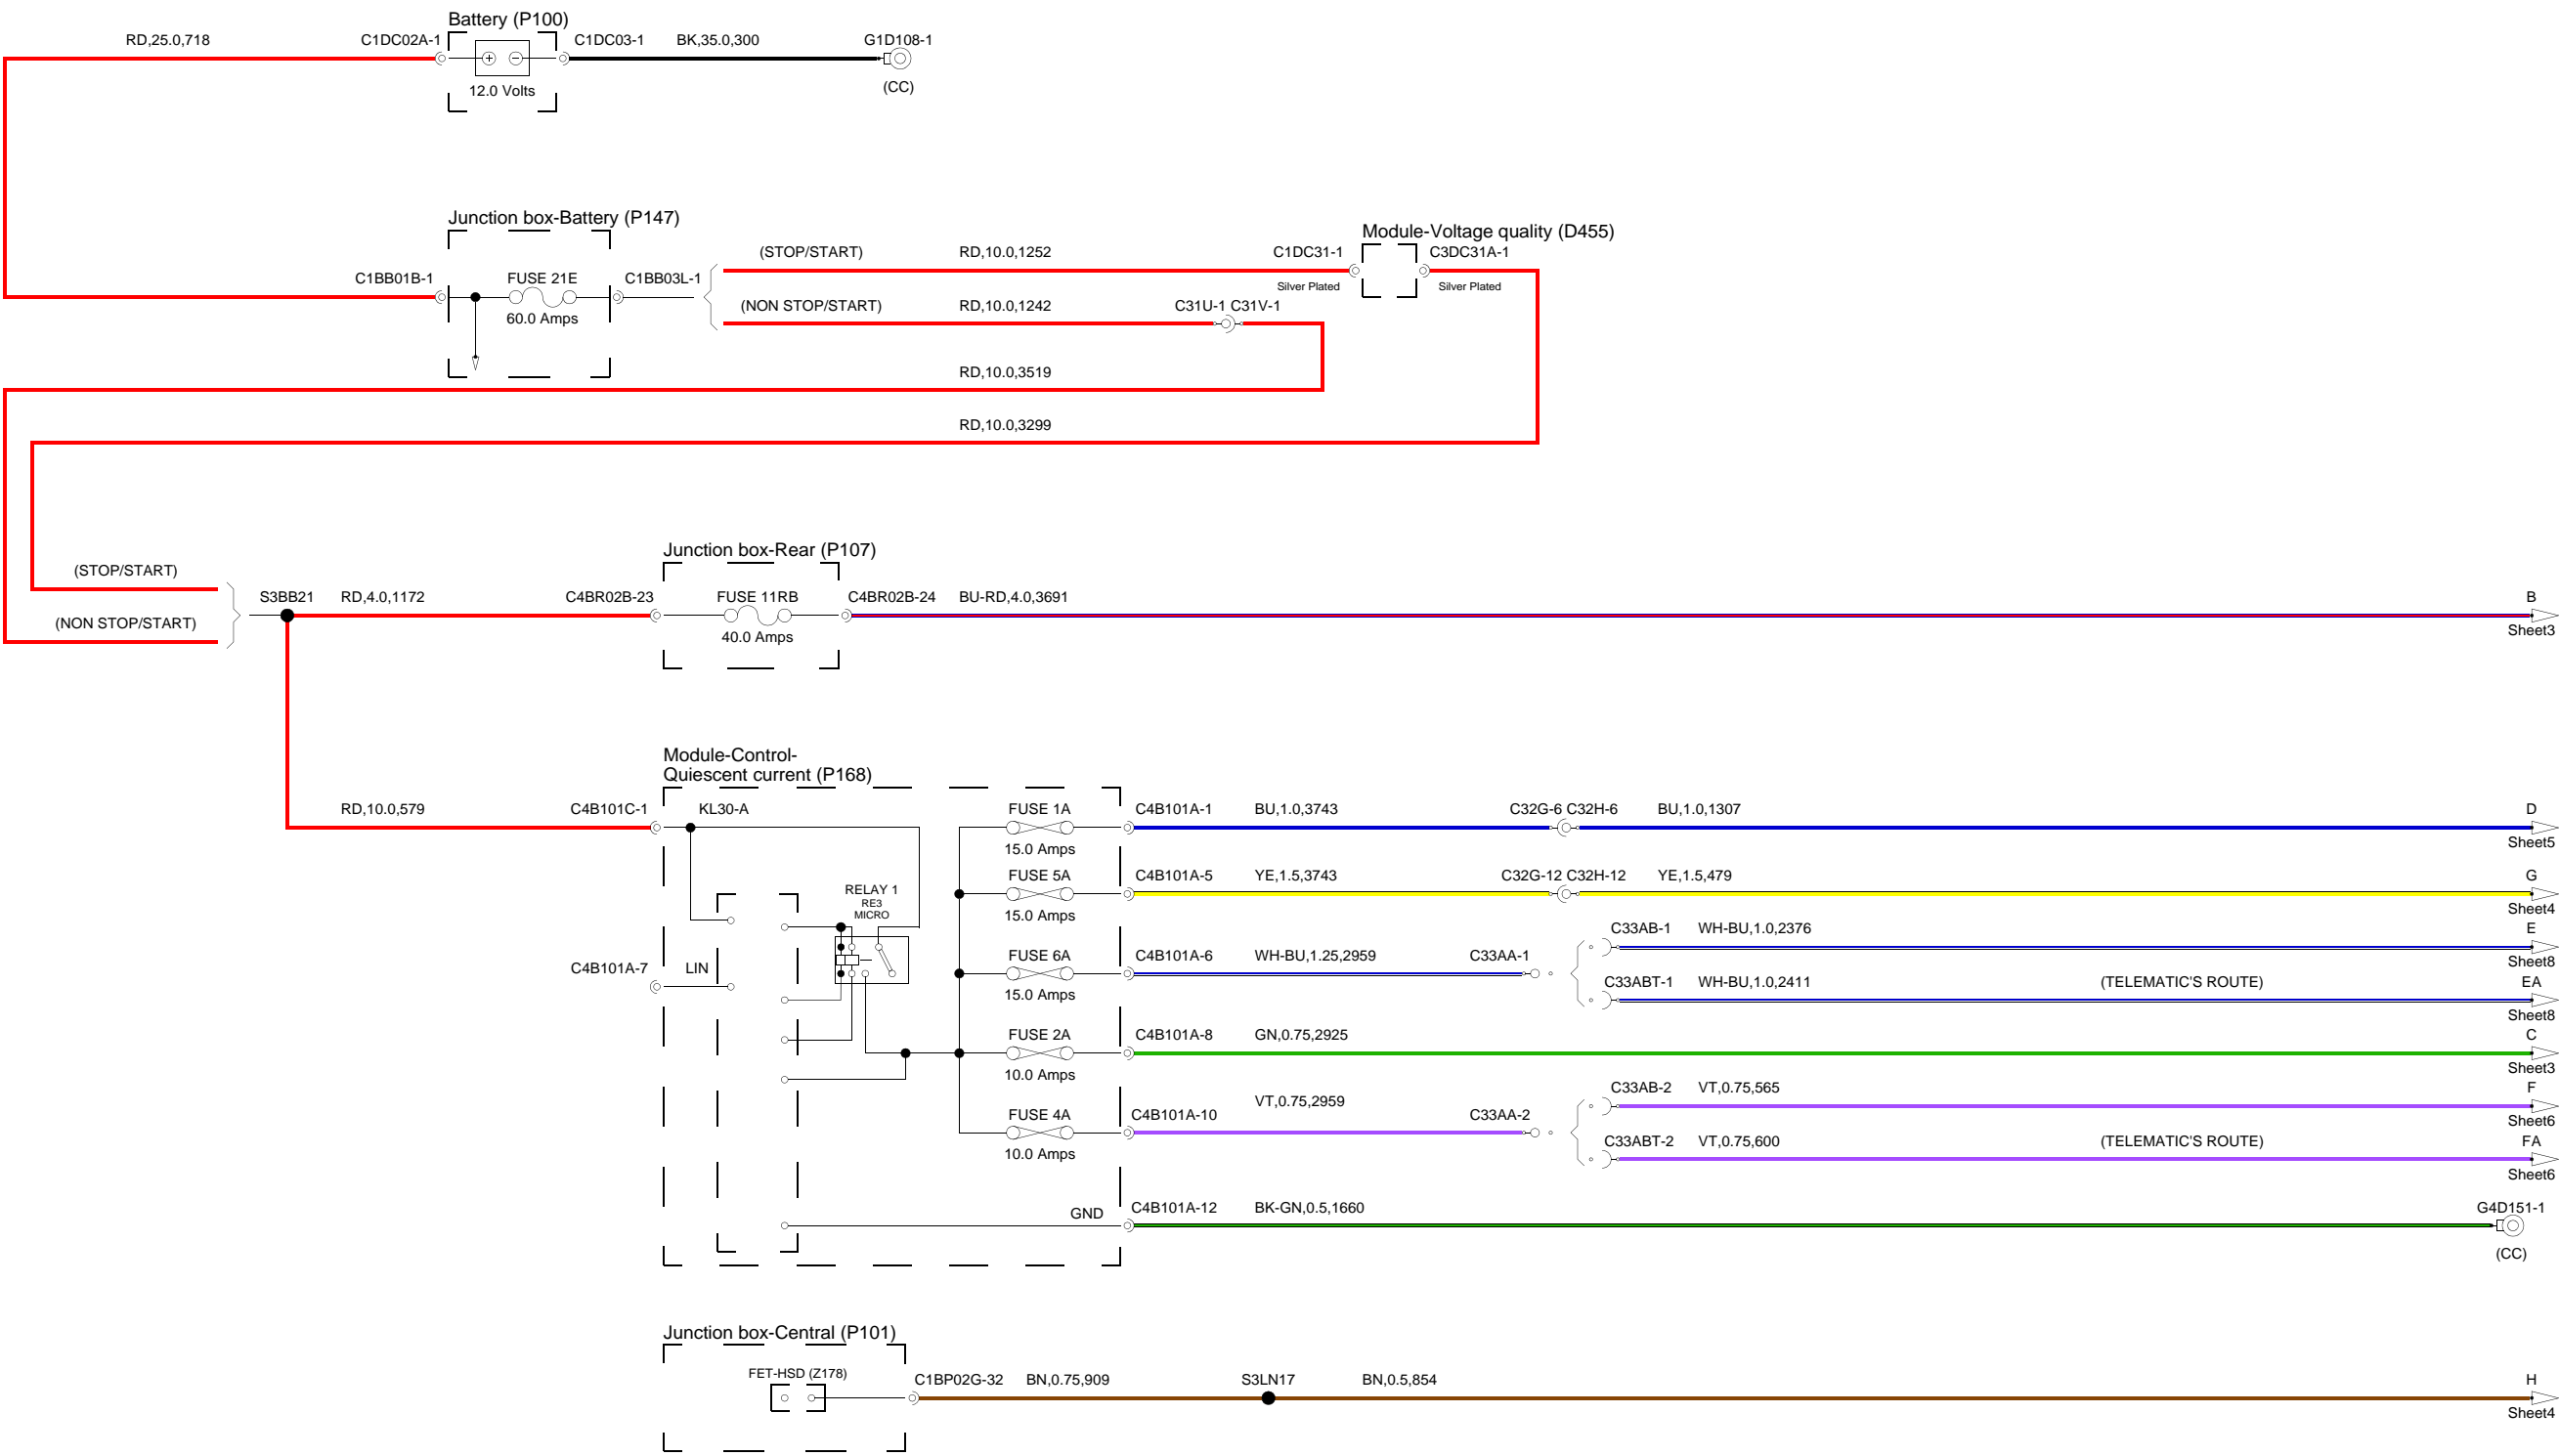 Battery (P100)
RD,25.0,718
C1DC02A-1
C1DC03-1
BK,35.0,300
G1D108-1
12.0 Volts
(CC)
Junction box-Battery (P147)
Module-Voltage quality (D455)
(STOP/START)
RD,10.0,1252
C1DC31-1
C3DC31A-1
C1BB01B-1
FUSE 21E
C1BB03L-1
Silver Plated
Silver Plated
(NON STOP/START)
RD,10.0,1242
C31U-1 C31V-1
60.0 Amps
RD,10.0,3519
RD,10.0,3299
Junction box-Rear (P107)
(STOP/START)
S3BB21
RD,4.0,1172
C4BR02B-23
FUSE 11RB
C4BR02B-24
BU-RD,4.0,3691
B
(NON STOP/START)
40.0 Amps
Sheet3
Module-Control-
Quiescent current (P168)
RD,10.0,579
C4B101C-1
KL30-A
FUSE 1A
C4B101A-1
BU,1.0,3743
C32G-6 C32H-6
BU,1.0,1307
D
15.0 Amps
Sheet5
FUSE 5A
C4B101A-5
YE,1.5,3743
C32G-12 C32H-12
YE,1.5,479
G
RELAY 1
RE3
MICRO
15.0 Amps
Sheet4
C33AB-1
WH-BU,1.0,2376
E
FUSE 6A
C4B101A-6
WH-BU,1.25,2959
C33AA-1
Sheet8
C4B101A-7
LIN
C33ABT-1
WH-BU,1.0,2411
(TELEMATIC'S ROUTE)
EA
15.0 Amps
Sheet8
FUSE 2A
C4B101A-8
GN,0.75,2925
C
10.0 Amps
Sheet3
C33AB-2
VT,0.75,565
F
VT,0.75,2959
FUSE 4A
C4B101A-10
C33AA-2
Sheet6
C33ABT-2
VT,0.75,600
(TELEMATIC'S ROUTE)
FA
10.0 Amps
Sheet6
GND
C4B101A-12
BK-GN,0.5,1660
G4D151-1
(CC)
Junction box-Central (P101)
FET-HSD (Z178)
C1BP02G-32
BN,0.75,909
S3LN17
BN,0.5,854
H
Sheet4